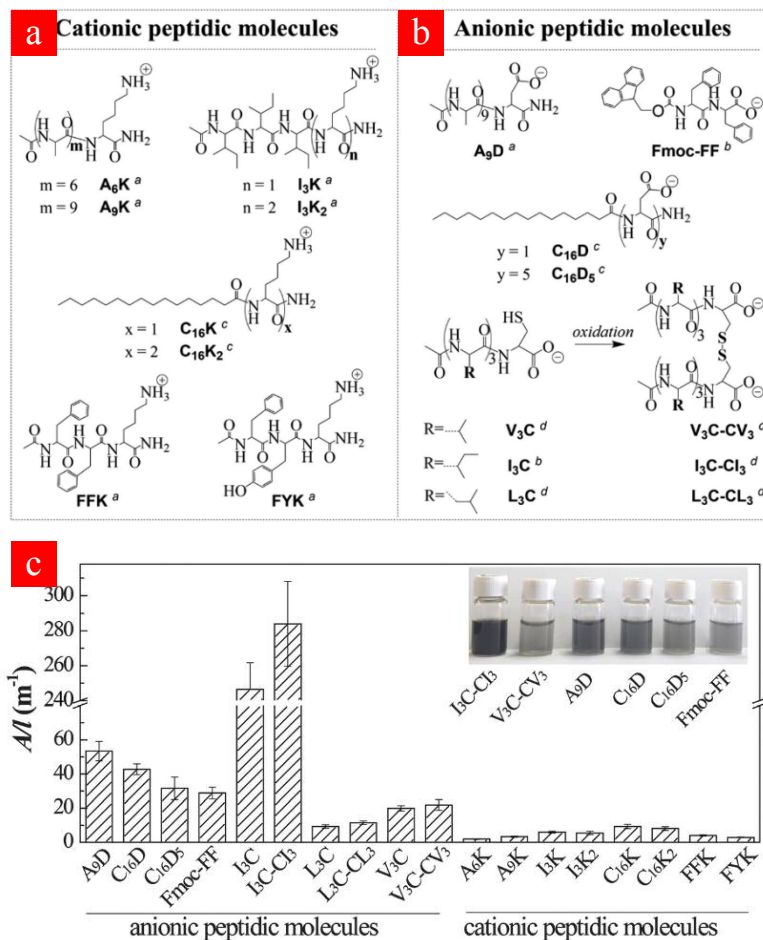 a
Cationic peptidic molecules
m = 6 A₆K ᵃ
m = 9 A₉K ᵃ
n = 1 I₃K ᵃ
n = 2 I₃K₂ ᵃ
x = 1 C₁₆K ᶜ
x = 2 C₁₆K₂ ᶜ
FFK ᵃ
FYK ᵃ
b
Anionic peptidic molecules
A₉D ᵃ
Fmoc-FF ᵇ
y = 1 C₁₆D ᶜ
y = 5 C₁₆D₅ ᶜ
oxidation
R= V₃C ᵈ
V₃C-CV₃ ᵈ
R= I₃C ᵇ
I₃C-CI₃ ᵈ
R= L₃C ᵈ
L₃C-CL₃ ᵈ
c
A/l (m⁻¹)
300
280
260
240
60
40
20
0
I₃C-CI₃
V₃C-CV₃
A₉D
C₁₆D
C₁₆D₅
Fmoc-FF
A₉D
C₁₆D
C₁₆D₅
Fmoc-FF
I₃C
I₃C-CI₃
L₃C
L₃C-CL₃
V₃C
V₃C-CV₃
A₆K
A₉K
I₃K
I₃K₂
C₁₆K
C₁₆K₂
FFK
FYK
anionic peptidic molecules
cationic peptidic molecules